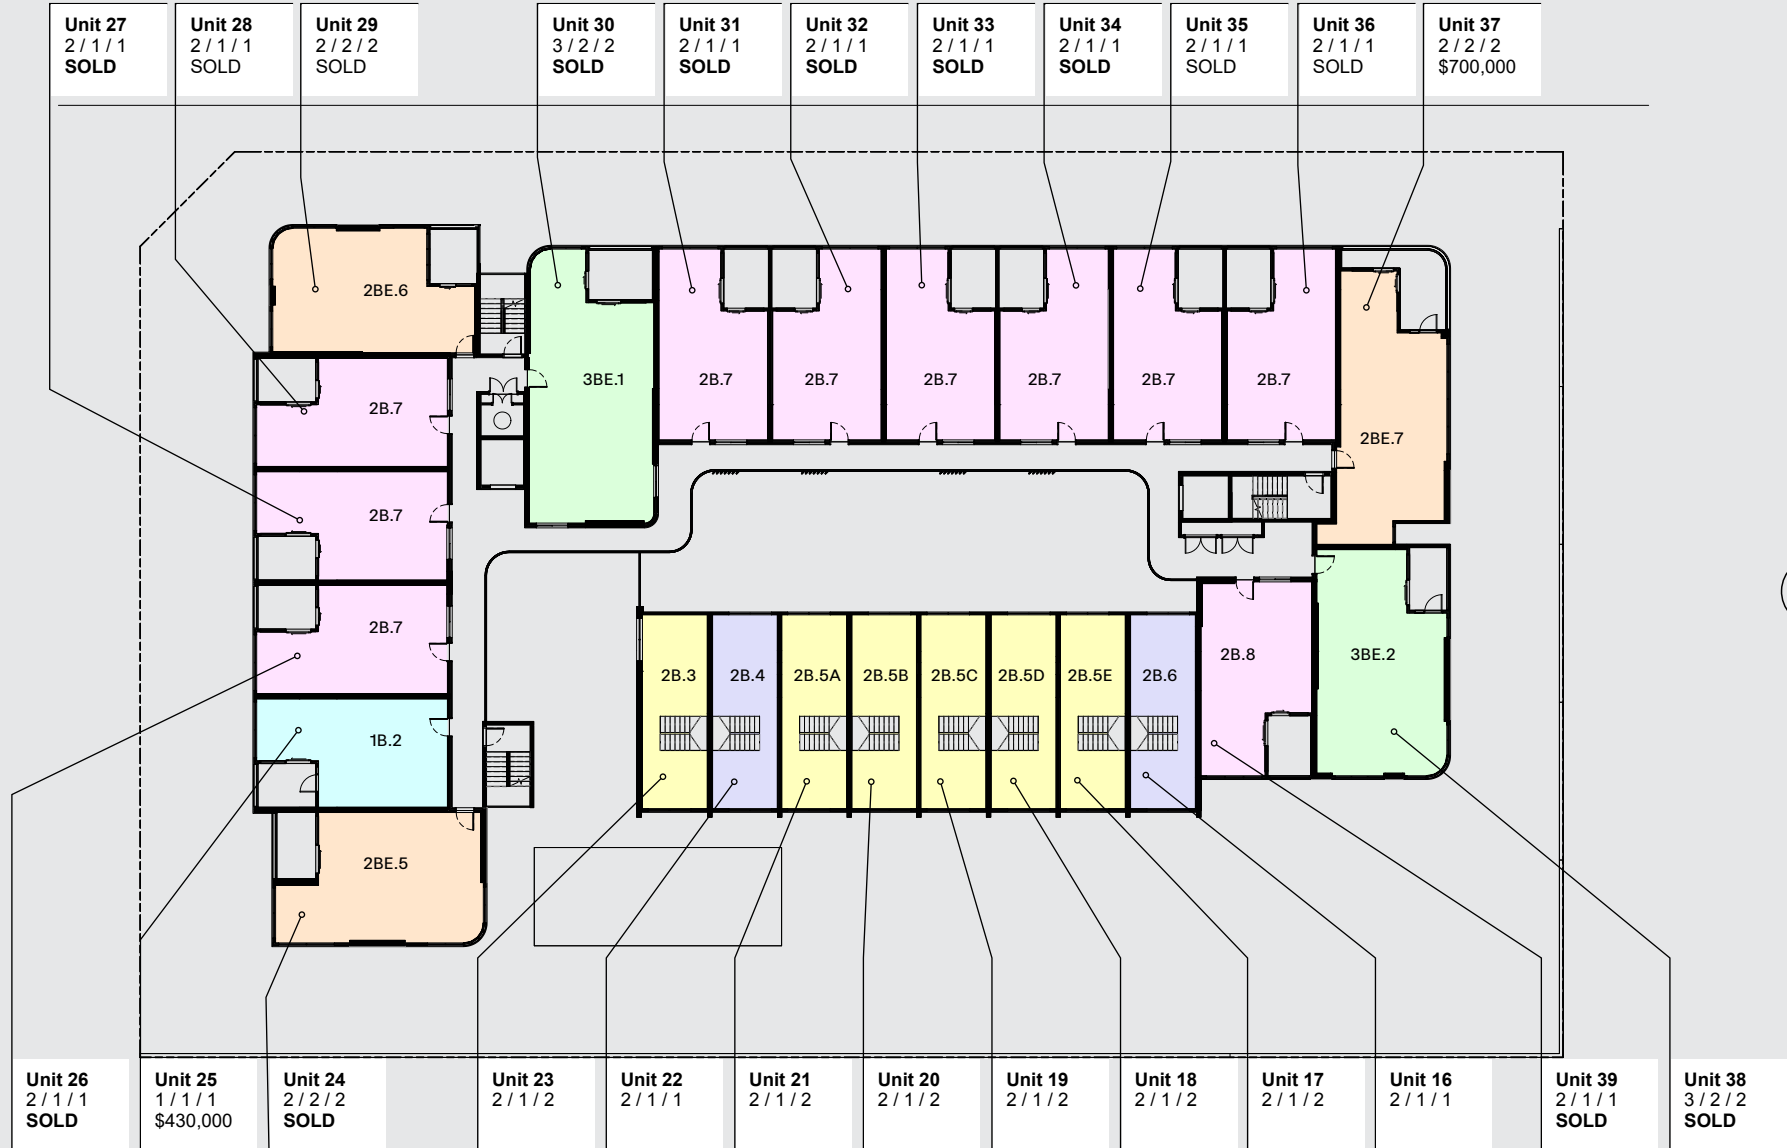 Unit 27
2 / 1 / 1
SOLD
Unit 28
2 / 1 / 1
SOLD
Unit 29
2 / 2 / 2
SOLD
Unit 30
3 / 2 / 2
SOLD
Unit 31
2 / 1 / 1
SOLD
Unit 32
2 / 1 / 1
SOLD
Unit 33
2 / 1 / 1
SOLD
Unit 34
2 / 1 / 1
SOLD
Unit 35
2 / 1 / 1
SOLD
Unit 36
2 / 1 / 1
SOLD
Unit 37
2 / 2 / 2
$700,000
2BE.6
3BE.1
2B.7
2B.7
2B.7
2B.7
2B.7
2B.7
2BE.7
2B.7
2B.7
2B.7
1B.2
2BE.5
2B.3
2B.4
2B.5A
2B.5B
2B.5C
2B.5D
2B.5E
2B.6
2B.8
3BE.2
Unit 26
2 / 1 / 1
SOLD
Unit 25
1 / 1 / 1
$430,000
Unit 24
2 / 2 / 2
SOLD
Unit 23
2 / 1 / 2
Unit 22
2 / 1 / 1
Unit 21
2 / 1 / 2
Unit 20
2 / 1 / 2
Unit 19
2 / 1 / 2
Unit 18
2 / 1 / 2
Unit 17
2 / 1 / 2
Unit 16
2 / 1 / 1
Unit 39
2 / 1 / 1
SOLD
Unit 38
3 / 2 / 2
SOLD